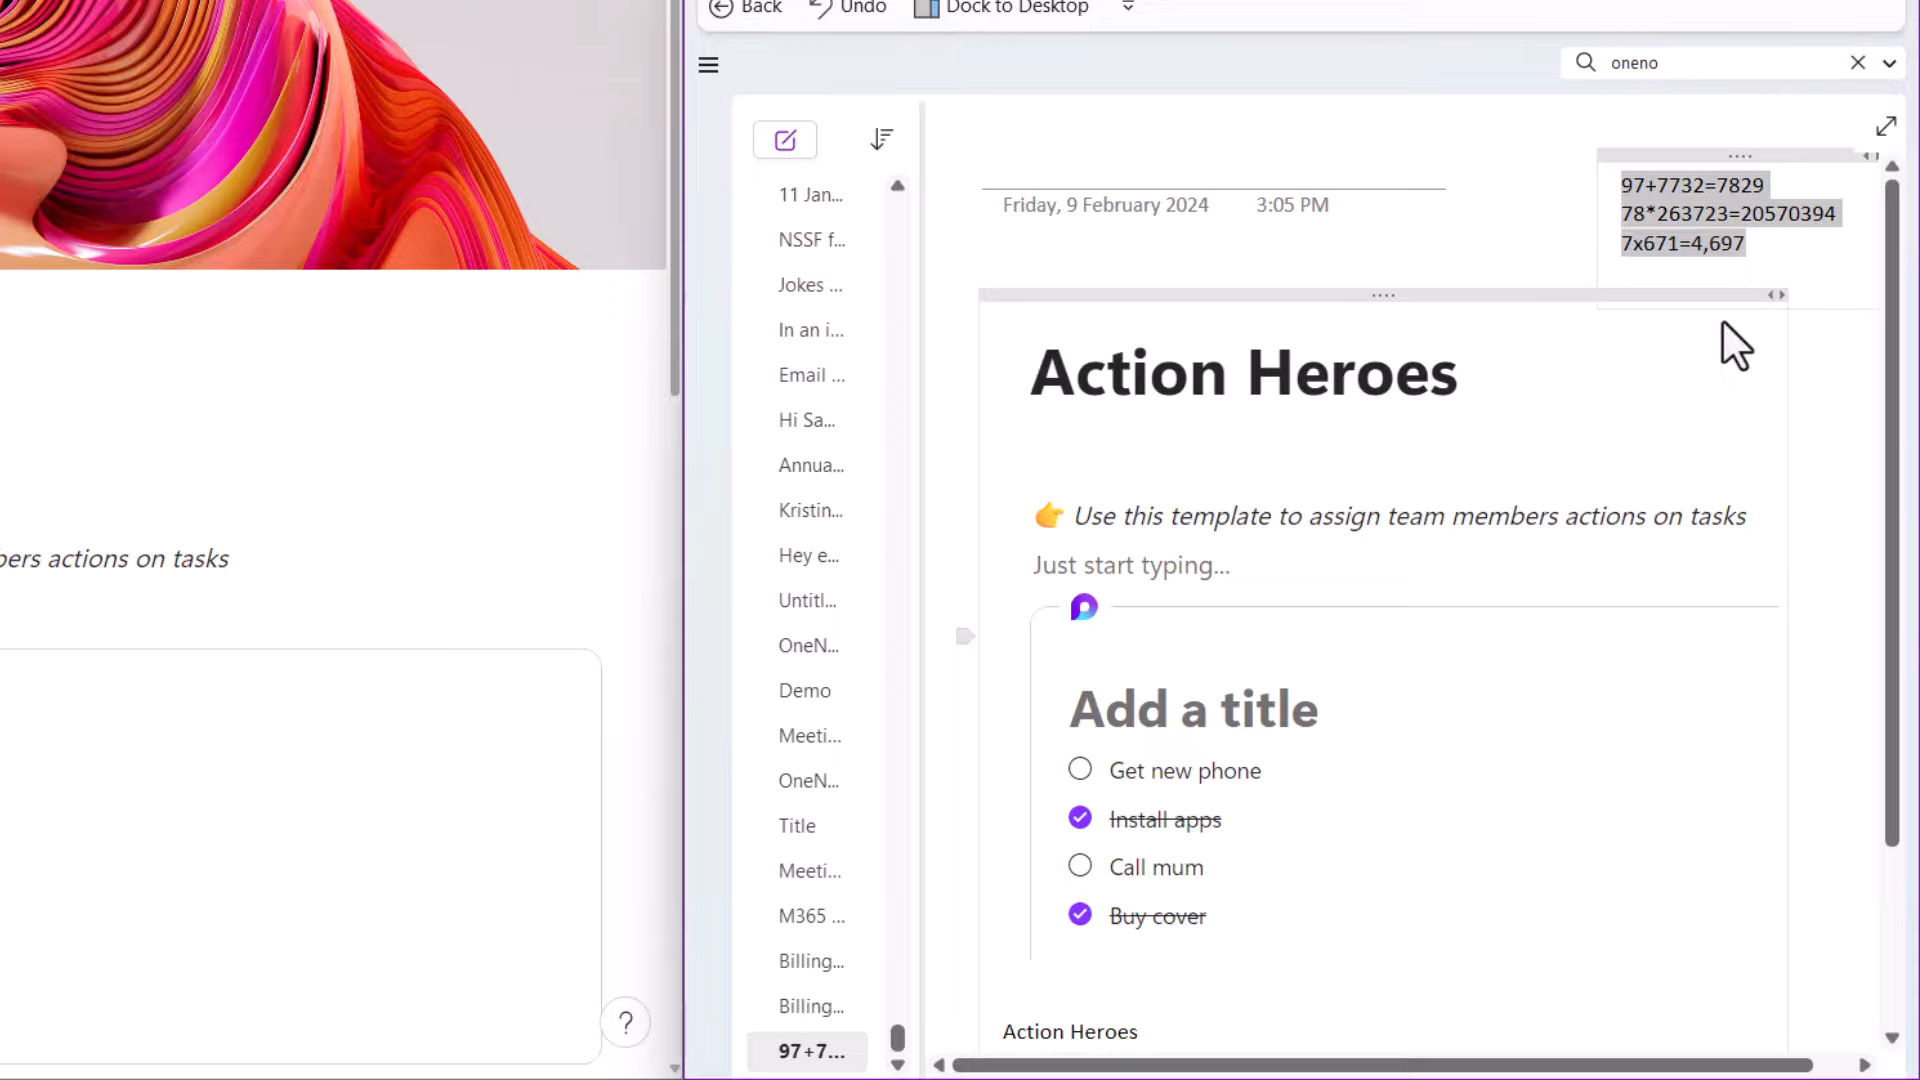 Back Undo Dock to Desktop
oneno
11 Jan...
NSSF f...
Jokes ...
In an i...
Email ...
Hi Sa...
Annua...
Kristin...
Hey e...
Untitl...
OneN...
Demo
Meeti...
OneN...
Title
Meeti...
M365 ...
Billing...
Billing...
97+7...
Friday, 9 February 2024 3:05 PM
97+7732=7829
78*263723=20570394
7x671=4,697
Action Heroes
👉 Use this template to assign team members actions on tasks
Just start typing...
Add a title
Get new phone
Install apps
Call mum
Buy cover
Action Heroes
bers actions on tasks
?